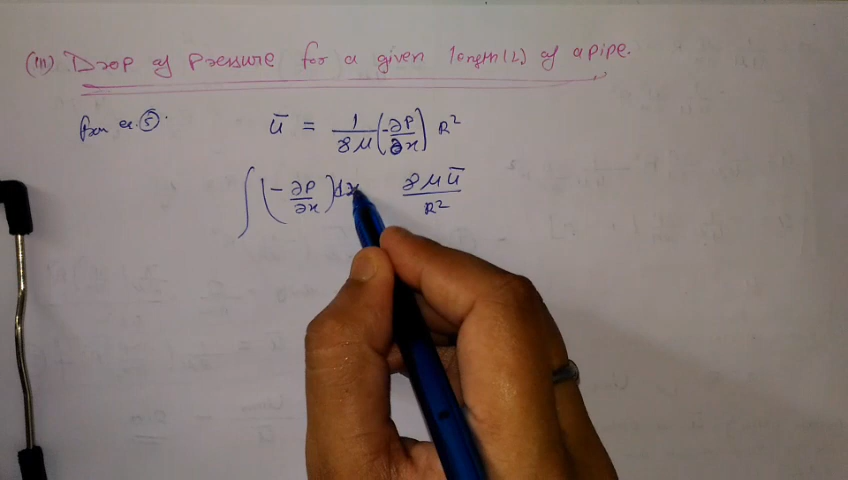 (iii) Drop of Pressure for a given length(L) of a pipe.
from eq. ⑤. ū = 1/8μ (-∂P/∂x) R²
∫(-∂P/∂x)dx 8μū/R²